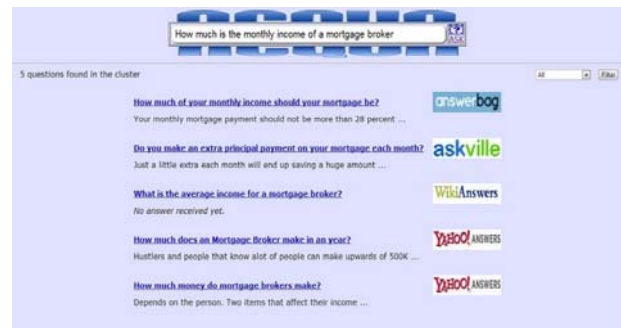 acqua
How much is the monthly income of a mortgage broker
[?]
ASK
5 questions found in the cluster
All
Filter
How much of your monthly income should your mortgage be?
answerbag
Your monthly mortgage payment should not be more than 28 percent ...
Do you make an extra principal payment on your mortgage each month?
askville
Just a little extra each month will end up saving a huge amount ...
What is the average income for a mortgage broker?
WikiAnswers
No answer received yet.
How much does an Mortgage Broker make in an year?
YAHOO! ANSWERS
Hustlers and people that know alot of people can make upwards of 500K ...
How much money do mortgage brokers make?
YAHOO! ANSWERS
Depends on the person. Two items that affect their income ...